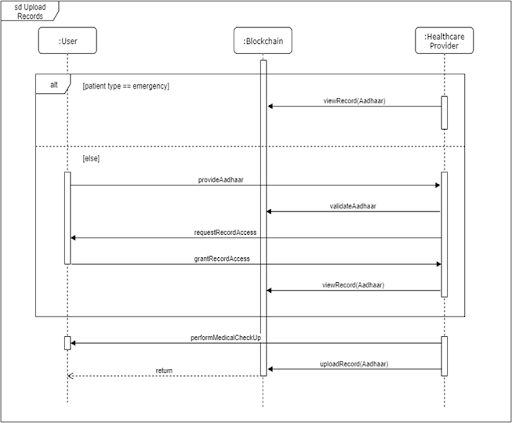 sd Upload
Records
:User
:Blockchain
:Healthcare
Provider
alt
[patient type == emergency]
viewRecord(Aadhaar)
[else]
provideAadhaar
validateAadhaar
requestRecordAccess
grantRecordAccess
viewRecord(Aadhaar)
performMedicalCheckUp
uploadRecord(Aadhaar)
return